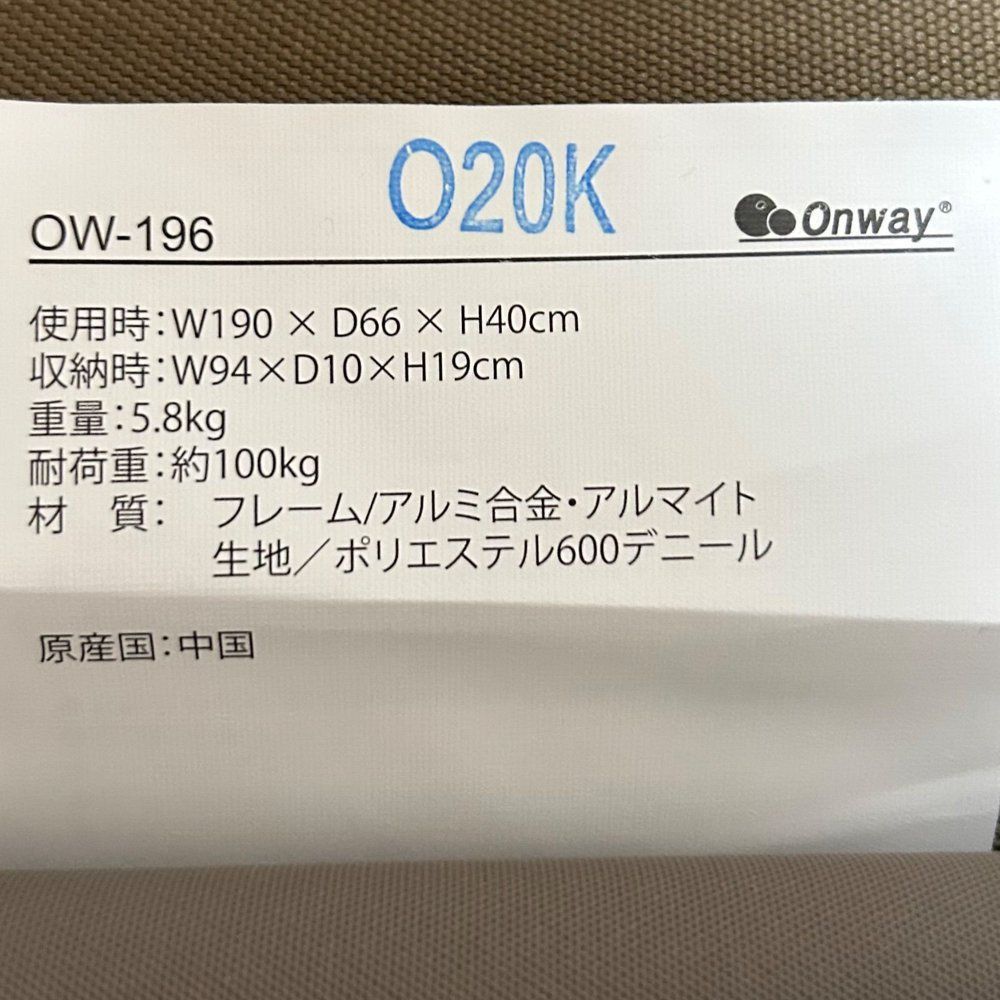 O20K
OW-196
Onway®
使用時：W190 × D66 × H40cm
収納時：W94×D10×H19cm
重量：5.8kg
耐荷重：約100kg
材　質：　フレーム/アルミ合金・アルマイト
生地／ポリエステル600デニール
原産国：中国